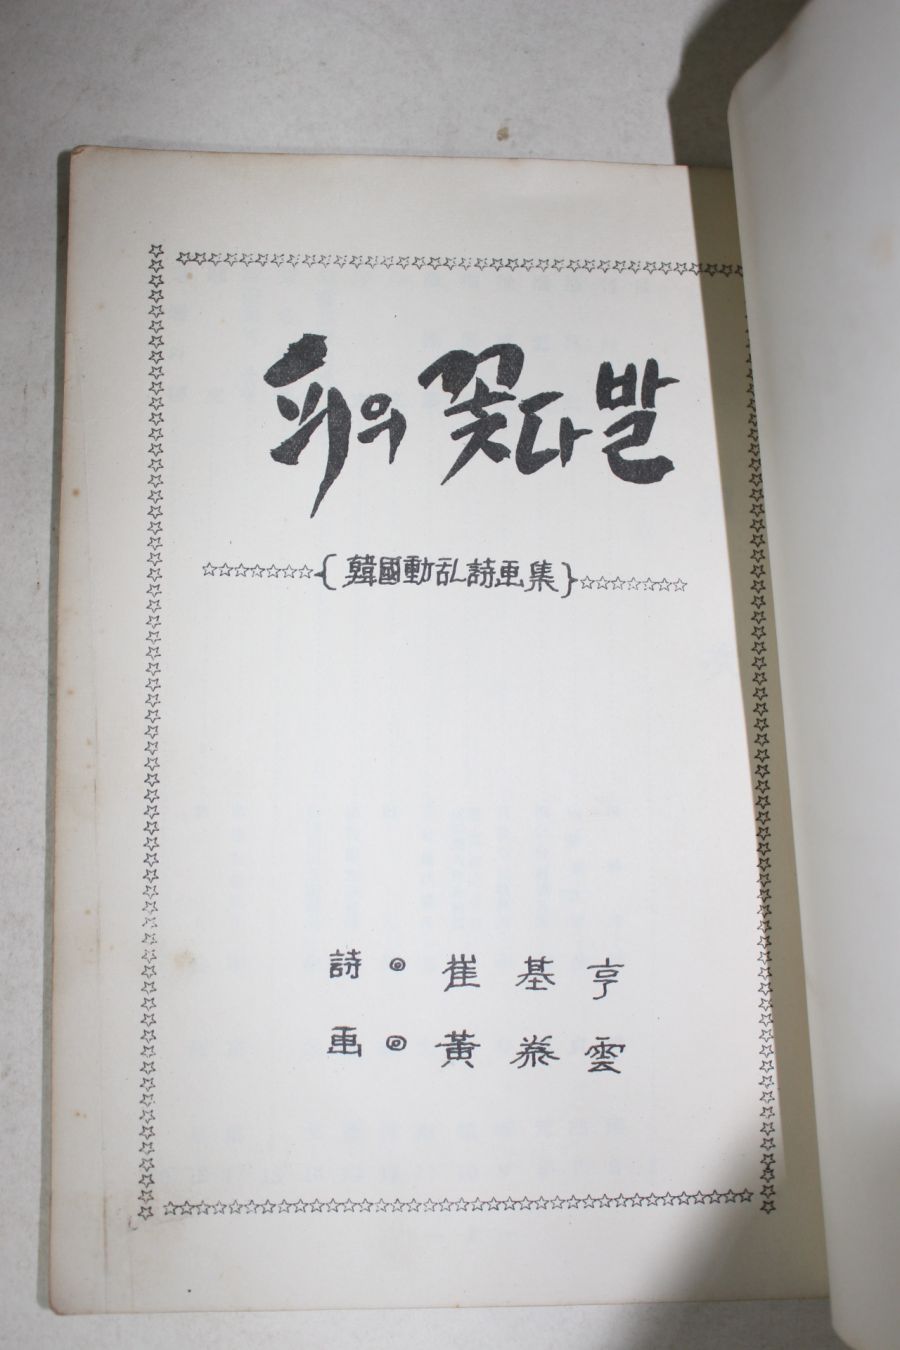 피의 꽃다발
{韓國動乱詩画集}
詩 ◎ 崔基亨
画 ◎ 黃泰雲